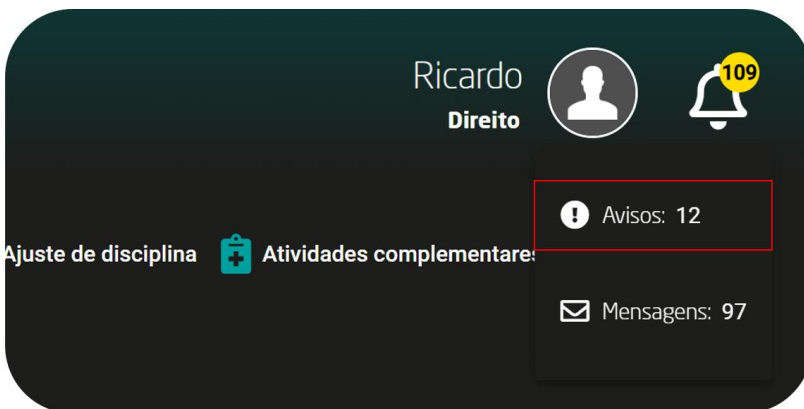 Ricardo
Direito
109
Avisos: 12
Ajuste de disciplina
Atividades complementares
Mensagens: 97